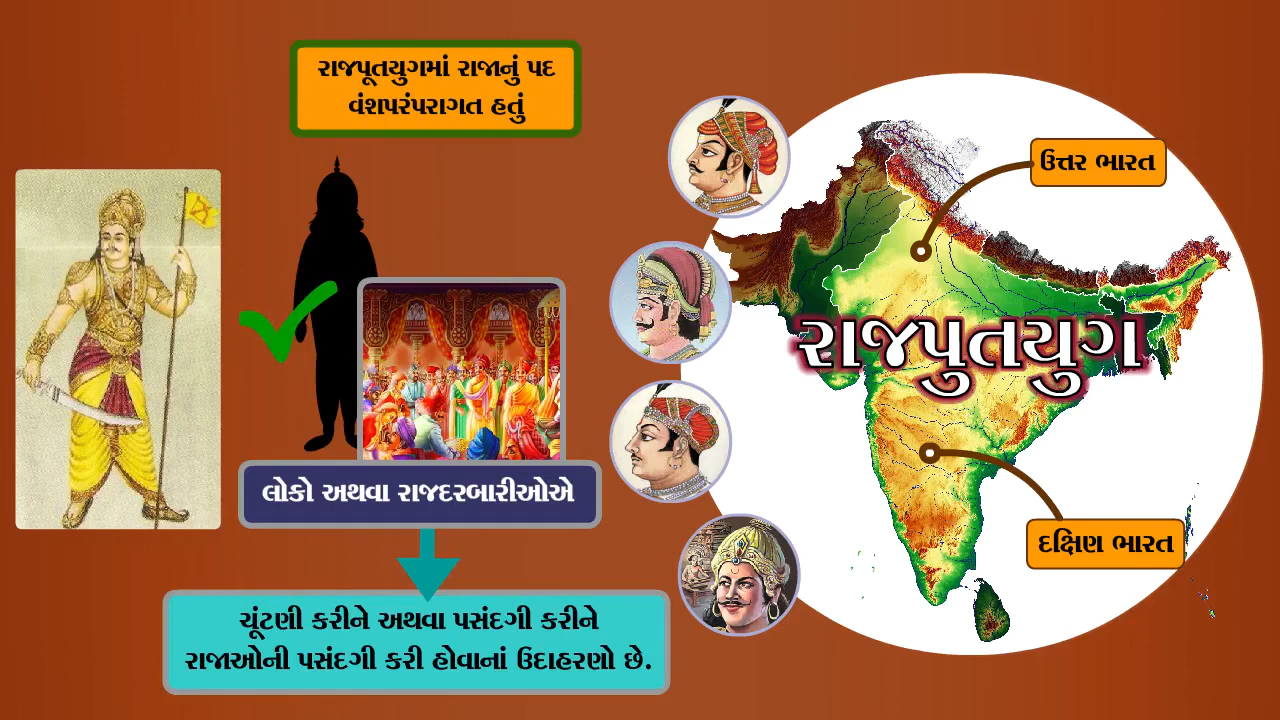 રાજપૂતયુગમાં રાજાનું પદ
વંશપરંપરાગત હતું
લોકો અથવા રાજદરબારીઓએ
ચૂંટણી કરીને અથવા પસંદગી કરીને
રાજાઓની પસંદગી કરી હોવાનાં ઉદાહરણો છે.
ઉત્તર ભારત
રાજપુતયુગ
દક્ષિણ ભારત